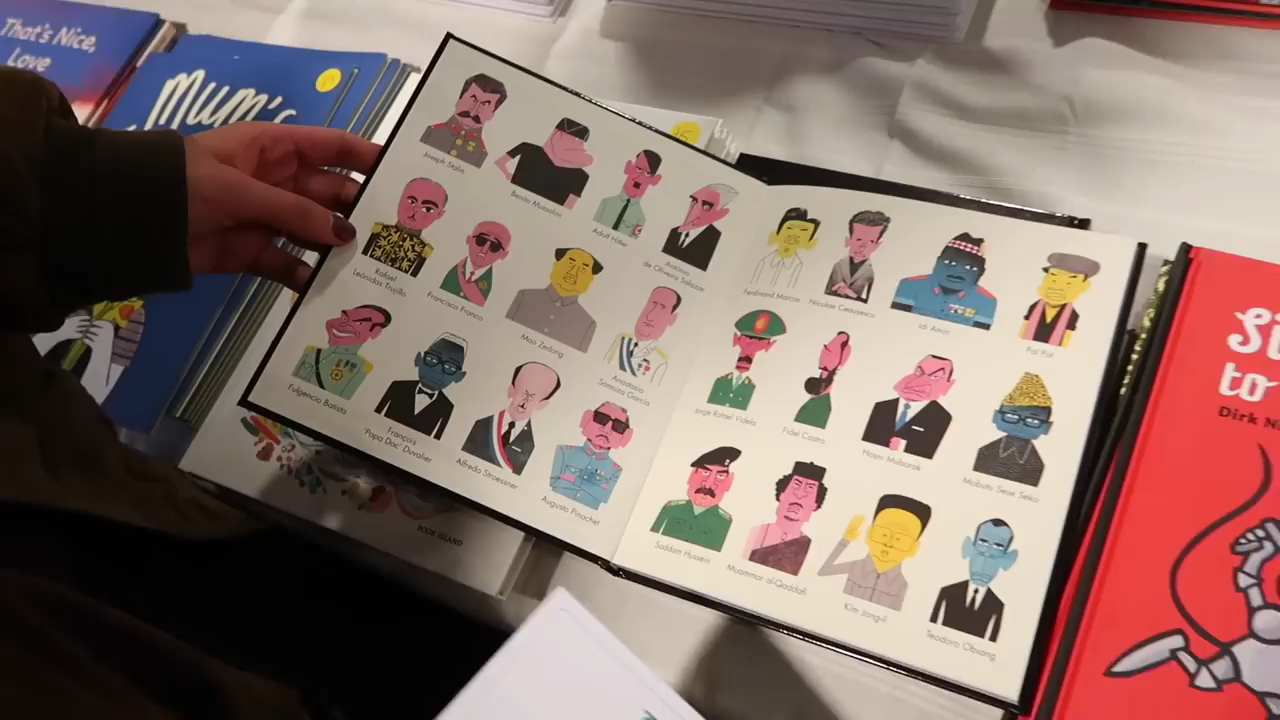 That's Nice,
Love
Mum's
Joseph Stalin
Benito Mussolini
Adolf Hitler
António
de Oliveira Salazar
Rafael
Leónidas Trujillo
Francisco Franco
Mao Zedong
Anastasio
Somoza García
Fulgencio Batista
François
'Papa Doc' Duvalier
Alfredo Stroessner
Augusto Pinochet
Ferdinand Marcos
Nicolae Ceausescu
Idi Amin
Pol Pot
Jorge Rafael Videla
Fidel Castro
Hosni Mubarak
Mobutu Sese Seko
Saddam Hussein
Muammar al-Qaddafi
Kim Jong-il
Teodoro Obiang
BOOK ISLAND
to
Dirk